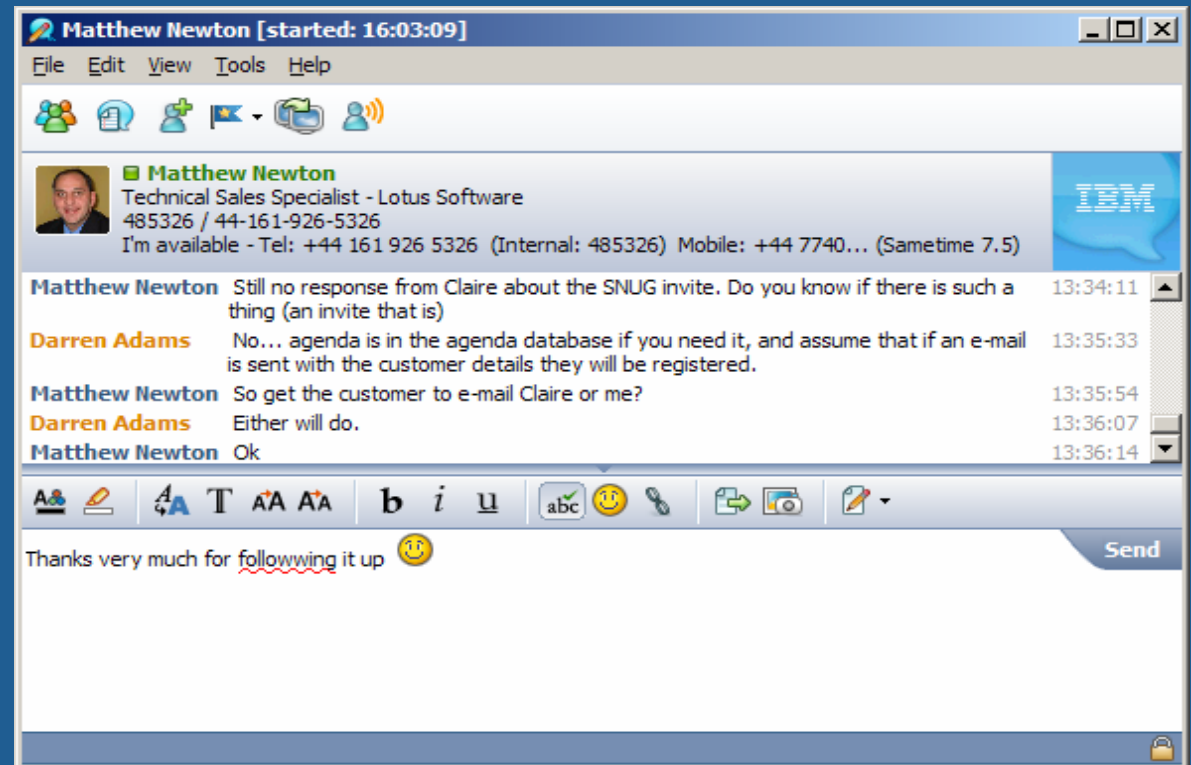 Matthew Newton [started: 16:03:09]
File Edit View Tools Help
Matthew Newton
Technical Sales Specialist - Lotus Software
485326 / 44-161-926-5326
I'm available - Tel: +44 161 926 5326 (Internal: 485326) Mobile: +44 7740... (Sametime 7.5)
IBM
Matthew Newton Still no response from Claire about the SNUG invite. Do you know if there is such a 13:34:11
thing (an invite that is)
Darren Adams No... agenda is in the agenda database if you need it, and assume that if an e-mail 13:35:33
is sent with the customer details they will be registered.
Matthew Newton So get the customer to e-mail Claire or me? 13:35:54
Darren Adams Either will do. 13:36:07
Matthew Newton Ok 13:36:14
A A A T AA AA b i u abc
Thanks very much for followwing it up
Send